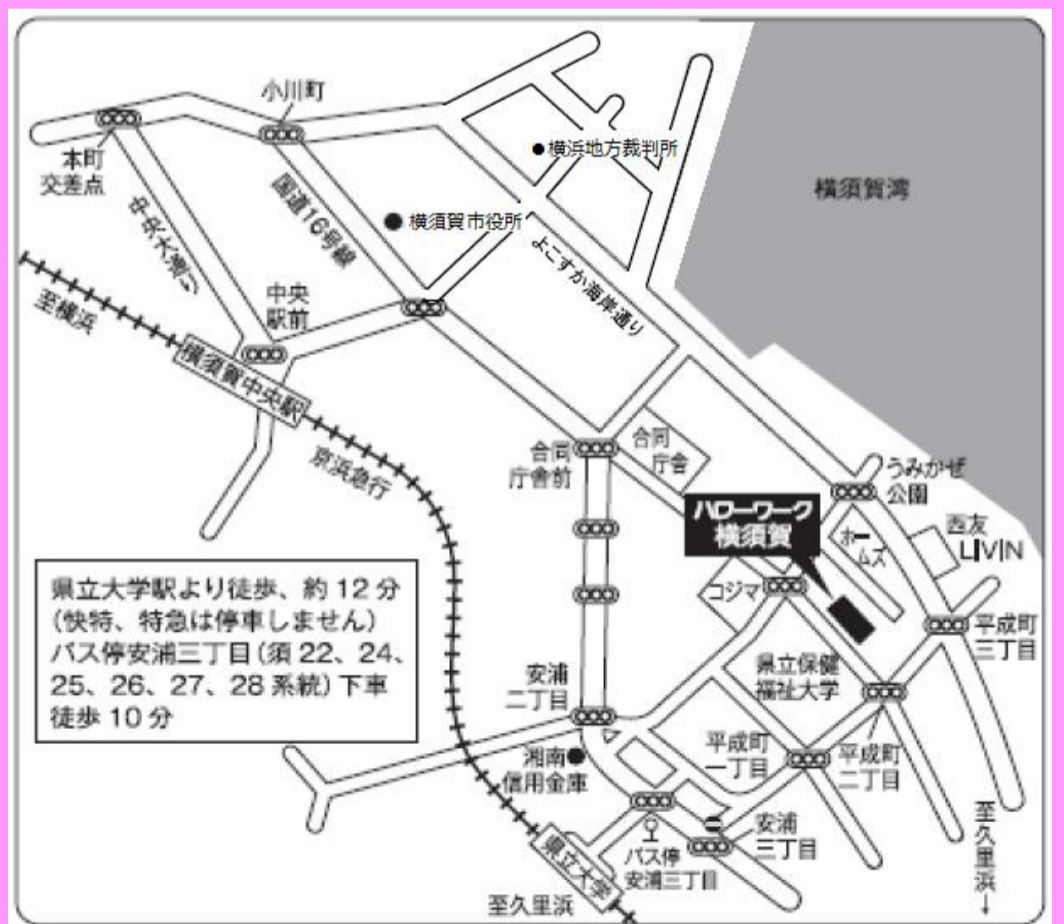 小川町
本町
交差点
横浜地方裁判所
横須賀湾
国道16号線
横須賀市役所
中央大通り
よこすか海岸通り
至横浜
中央
駅前
横須賀中央駅
京浜急行
合同
庁舎前
合同
庁舎
うみかぜ
公園
ハローワーク
横須賀
ホー
ムズ
西友
LIVIN
コジマ
県立大学駅より徒歩、約12分
(快特、特急は停車しません)
バス停安浦三丁目(須22、24、
25、26、27、28系統)下車
徒歩10分
平成町
三丁目
県立保健
福祉大学
安浦
二丁目
平成町
一丁目
平成町
二丁目
湘南
信用金庫
安浦
三丁目
バス停
安浦三丁目
県立大学
至久里浜
至久里浜→